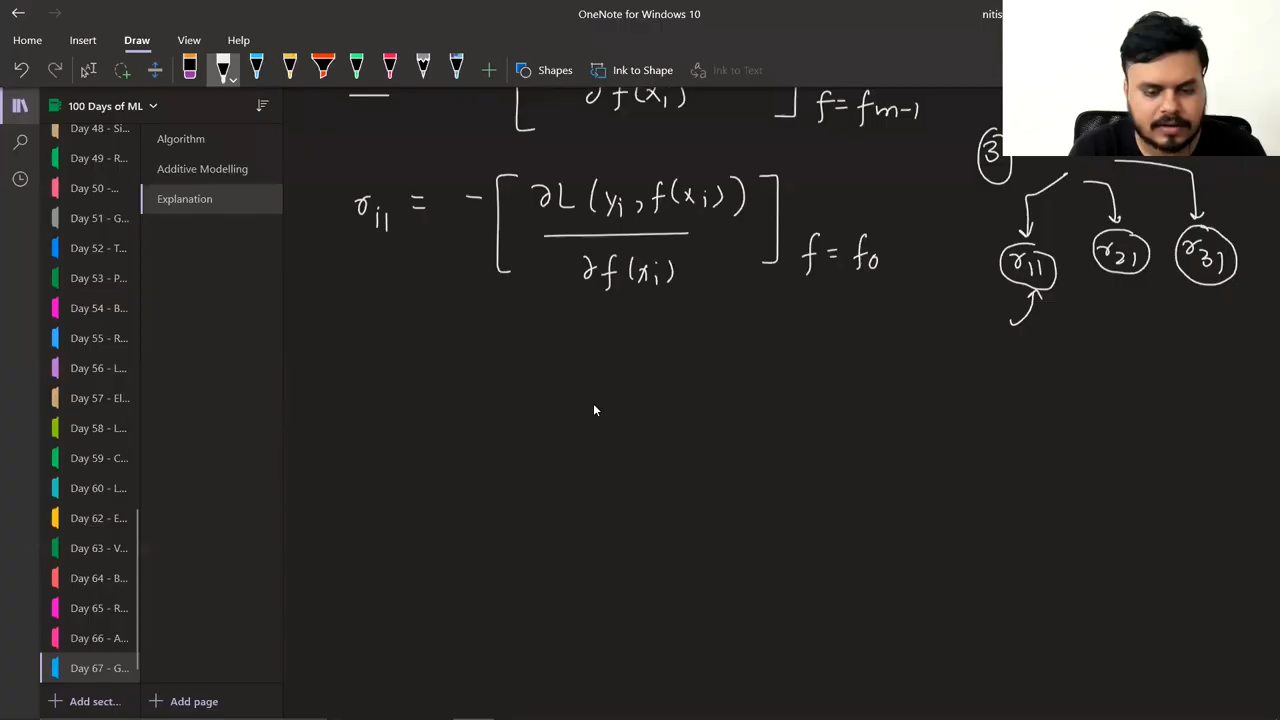 OneNote for Windows 10
nitis
Home Insert Draw View Help
Shapes Ink to Shape Ink to Text
100 Days of ML
Day 48 - Si...
Day 49 - R...
Day 50 -...
Day 51 - G...
Day 52 - T...
Day 53 - P...
Day 54 - B...
Day 55 - R...
Day 56 - L...
Day 57 - El...
Day 58 - L...
Day 59 - C...
Day 60 - L...
Day 62 - E...
Day 63 - V...
Day 64 - B...
Day 65 - R...
Day 66 - A...
Day 67 - G...
Add sect...
Algorithm
Additive Modelling
Explanation
Add page
∂f(xi) f = fm-1
ri1 = - [ ∂L (yi, f(xi))
∂f(xi) ] f = f0
3
r11 r21 r31